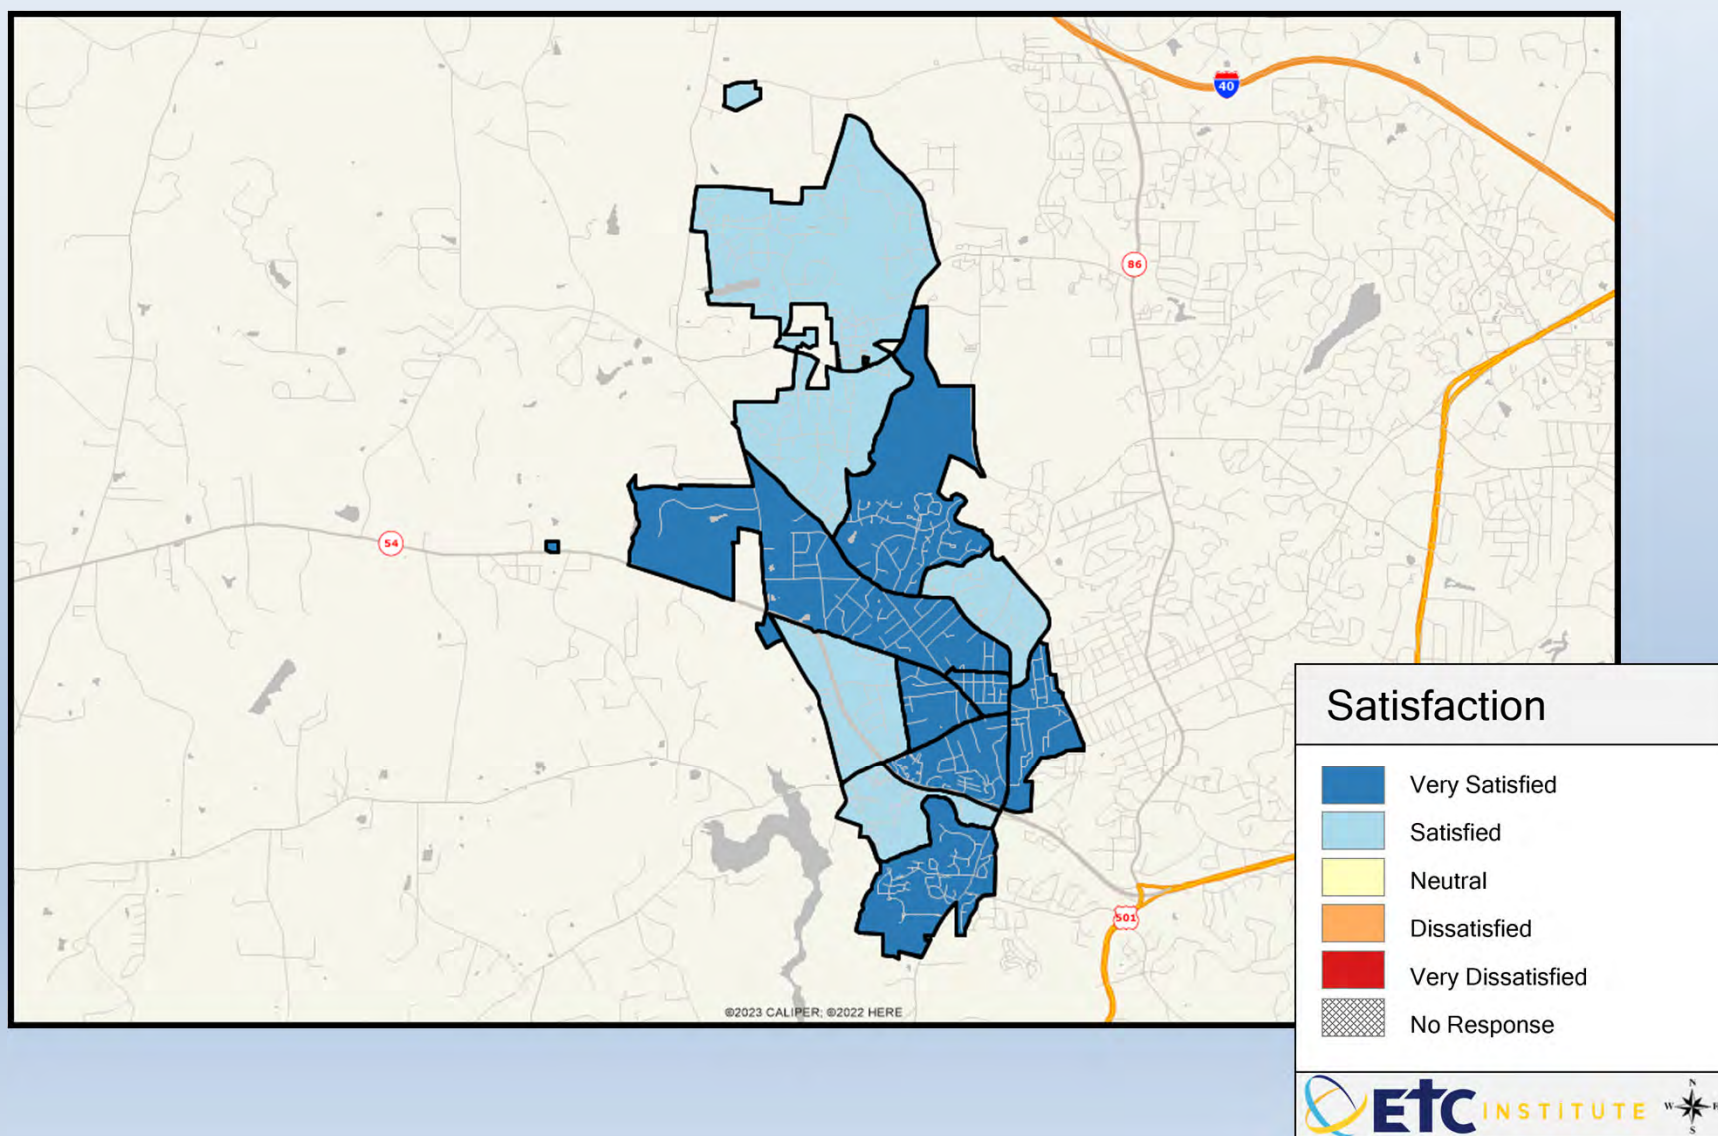 40
86
54
501
©2023 CALIPER; ©2022 HERE
Satisfaction
Very Satisfied
Satisfied
Neutral
Dissatisfied
Very Dissatisfied
No Response
ETC INSTITUTE
N
W E
S